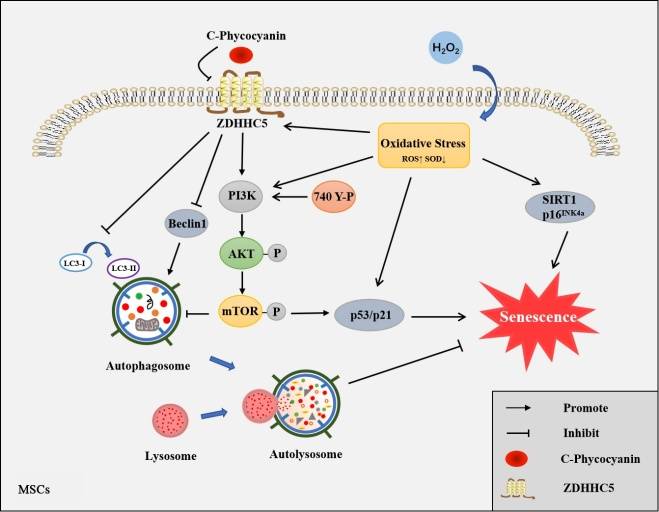 C-Phycocyanin
H₂O₂
ZDHHC5
Oxidative Stress
ROS↑ SOD↓
PI3K
740 Y-P
SIRT1
p16ᴵᴺᴷ⁴ᵃ
Beclin1
LC3-I
LC3-II
AKT
P
mTOR
P
p53/p21
Senescence
Autophagosome
Lysosome
Autolysosome
Promote
Inhibit
C-Phycocyanin
ZDHHC5
MSCs